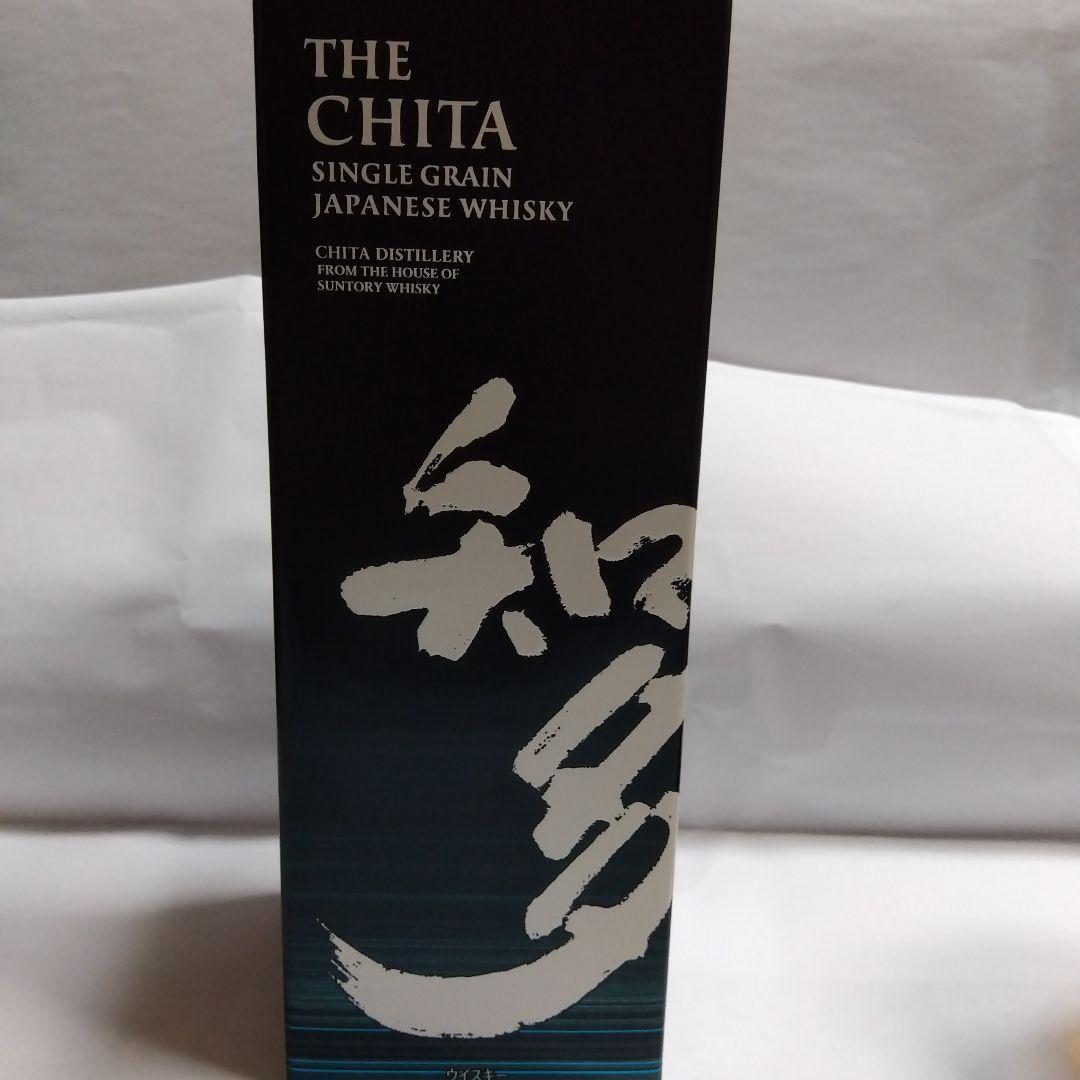 THE
CHITA
SINGLE GRAIN
JAPANESE WHISKY
CHITA DISTILLERY
FROM THE HOUSE OF
SUNTORY WHISKY
知
多
ウイスキー